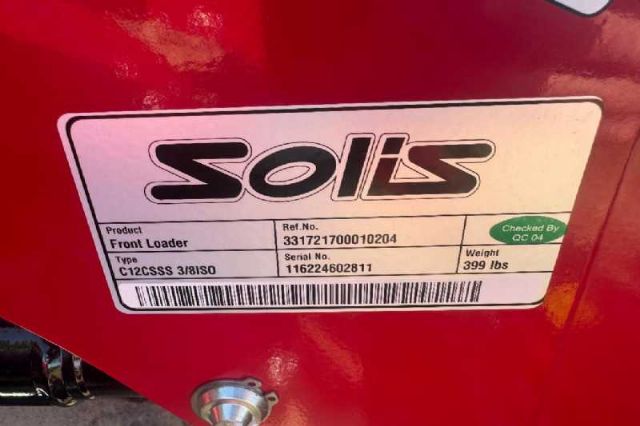 Solis
Product
Front Loader
Ref.No.
331721700010204
Checked By
QC 04
Type
C12CSSS 3/8ISO
Serial No.
116224602811
Weight
399 lbs